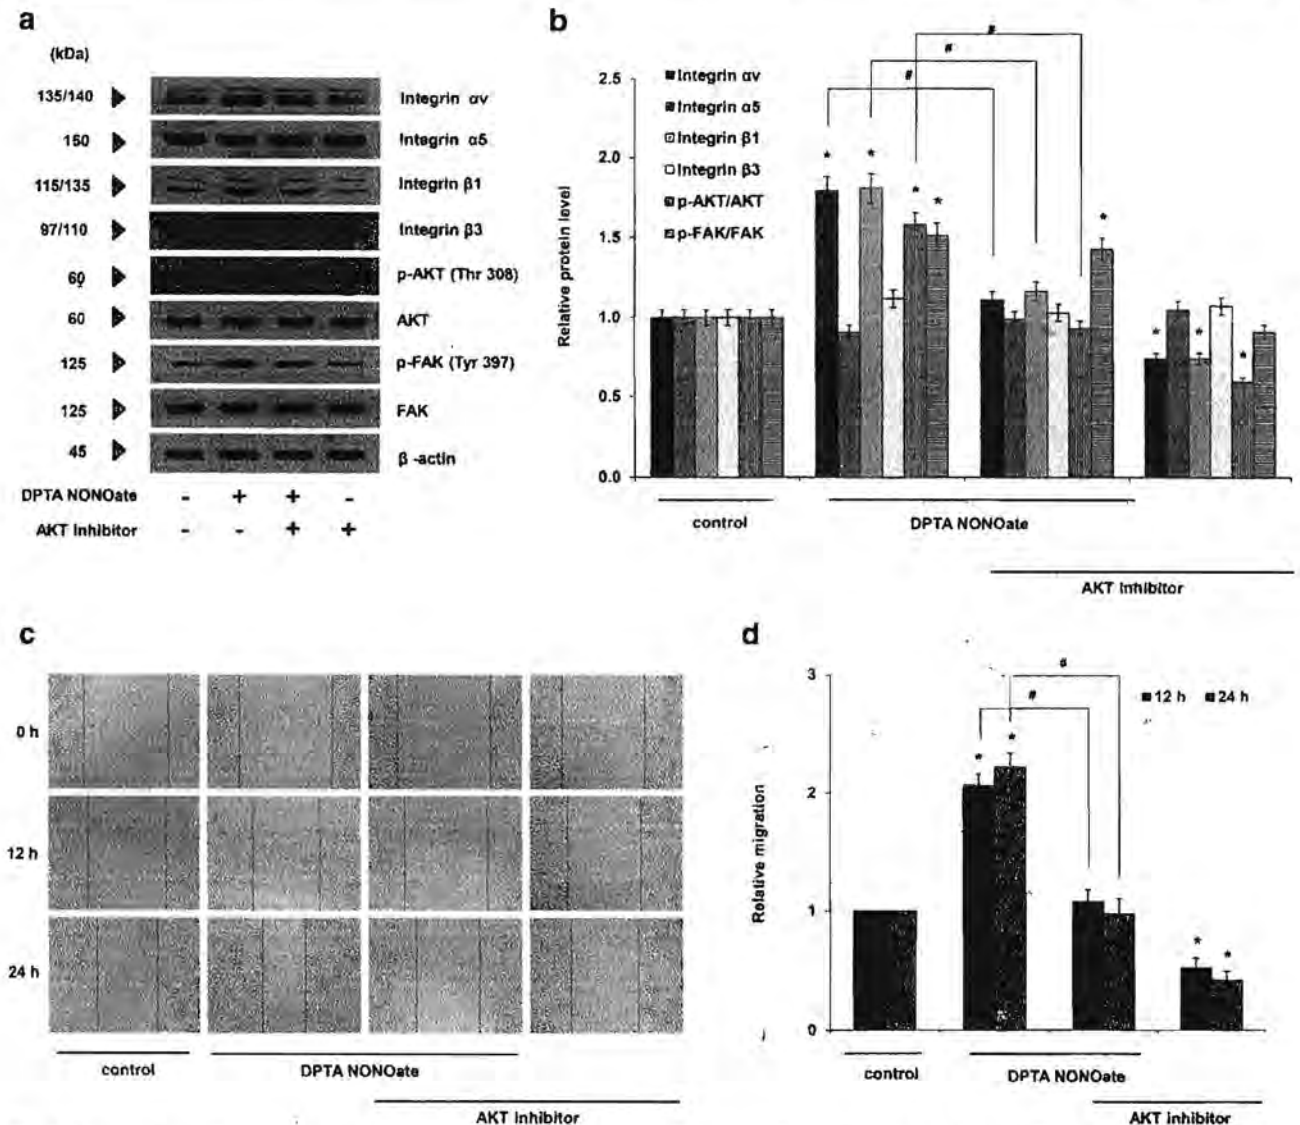 a
(kDa)
135/140 Integrin αv
150 Integrin α5
115/135 Integrin β1
97/110 Integrin β3
60 p-AKT (Thr 308)
60 AKT
125 p-FAK (Tyr 397)
125 FAK
45 β -actin
DPTA NONOate - + + -
AKT Inhibitor - - + +
b
Relative protein level
2.5
2.0
1.5
1.0
0.5
0.0
Integrin αv
Integrin α5
Integrin β1
Integrin β3
p-AKT/AKT
p-FAK/FAK
# # #
* * * * * * * *
control
DPTA NONOate
AKT Inhibitor
c
0 h
12 h
24 h
control
DPTA NONOate
AKT Inhibitor
d
Relative migration
3
2
1
0
12 h 24 h
# #
* * * *
control
DPTA NONOate
AKT inhibitor